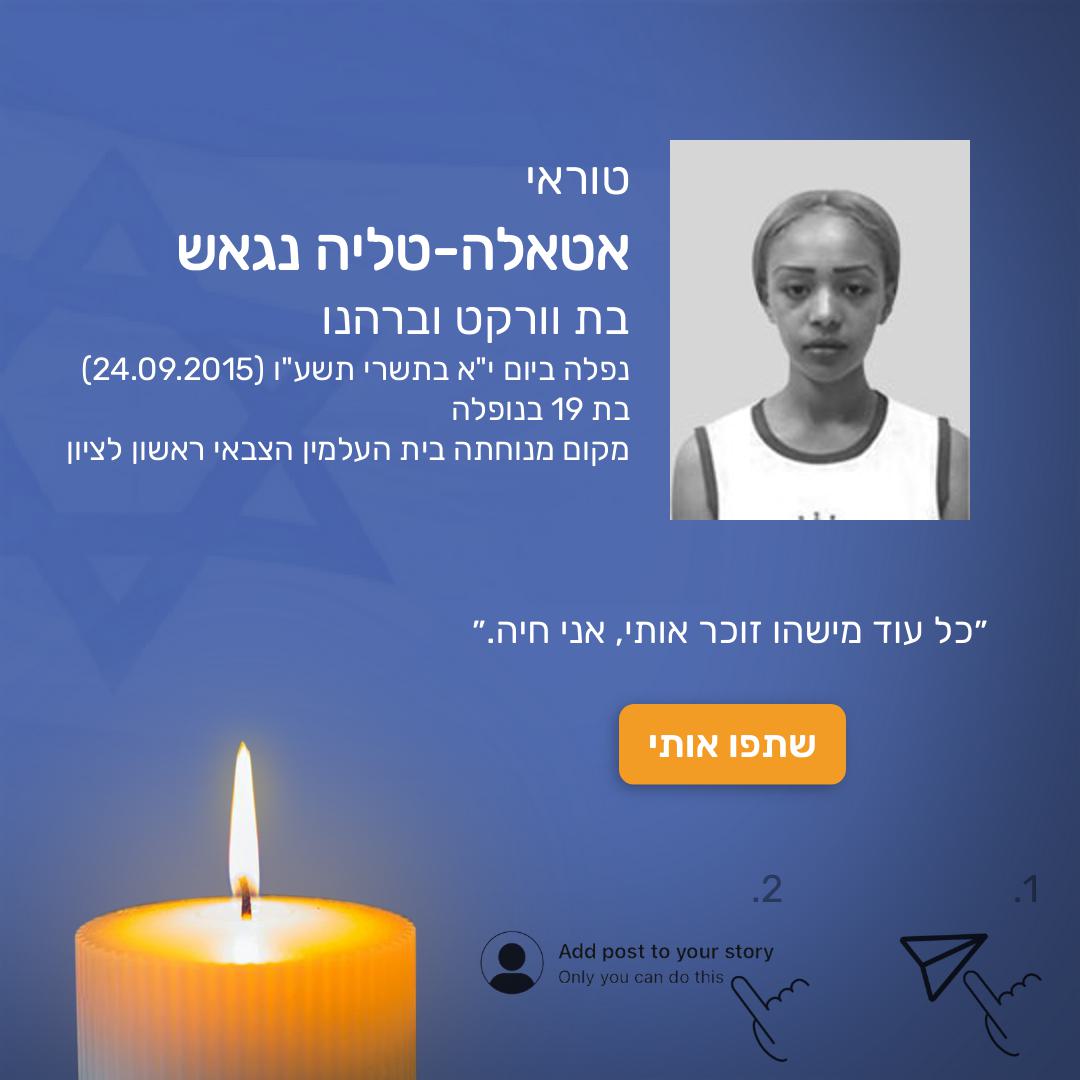 טוראי
אטאלה-טליה נגאש
בת וורקט וברהנו
נפלה ביום י"א בתשרי תשע"ו (24.09.2015)
בת 19 בנופלה
מקום מנוחתה בית העלמין הצבאי ראשון לציון
״כל עוד מישהו זוכר אותי, אני חיה.״
שתפו אותי
1.
2.
Add post to your story
Only you can do this